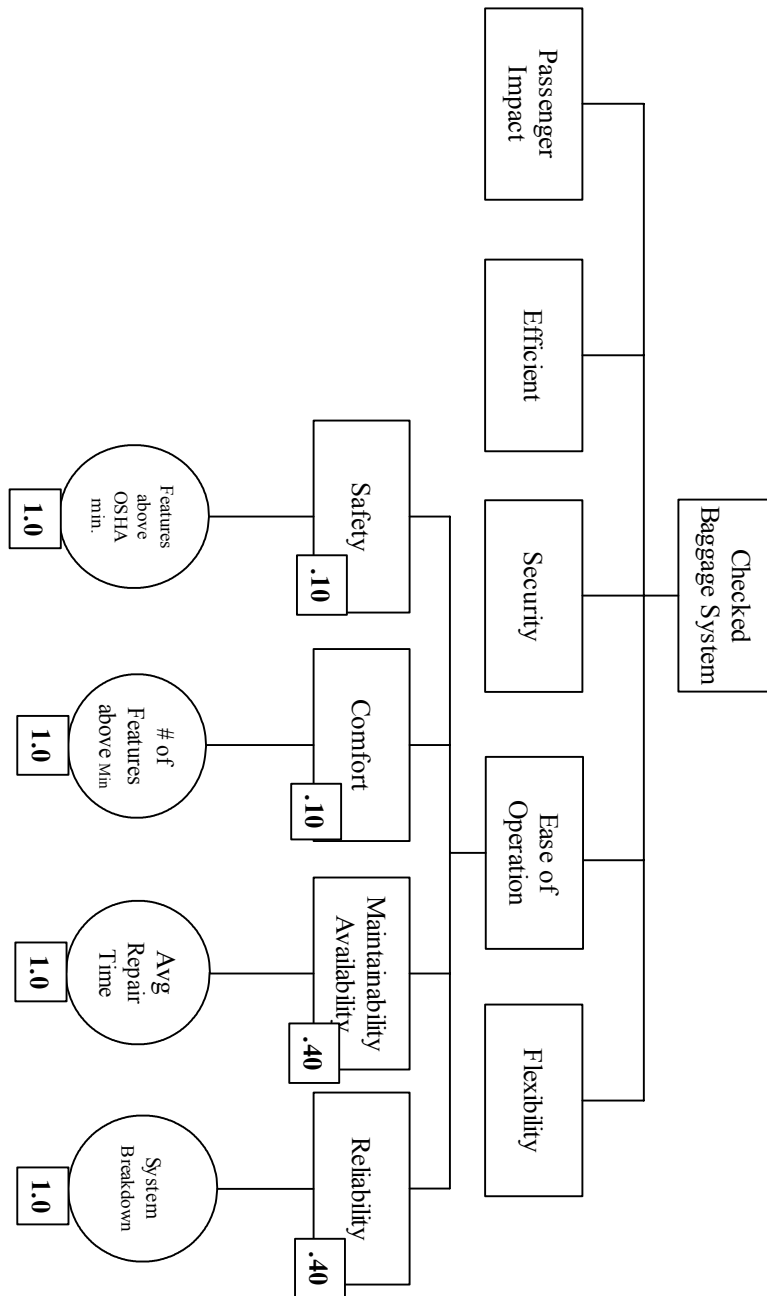 Checked
Baggage System
Passenger
Impact
Efficient
Security
Ease of
Operation
Flexibility
Safety
.10
Comfort
.10
Maintainability
Availability
.40
Reliability
.40
Features
above
OSHA
min.
1.0
# of
Features
above Min
1.0
Avg
Repair
Time
1.0
System
Breakdown
1.0